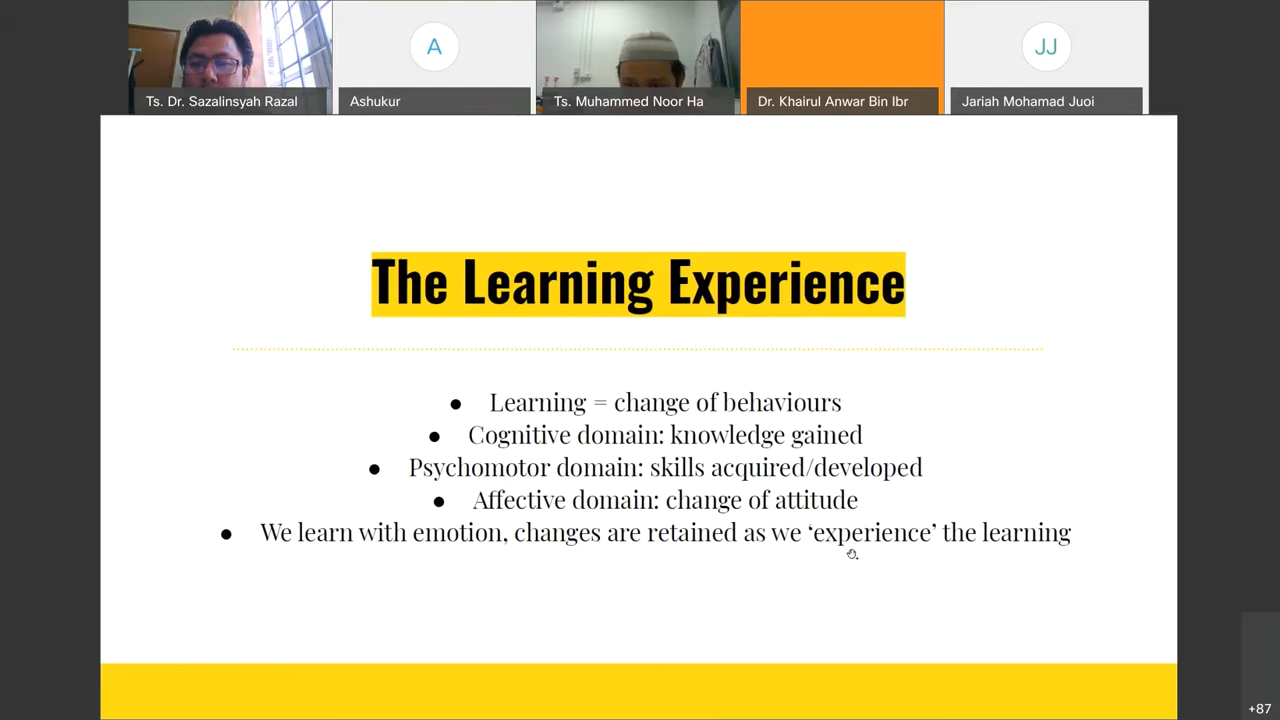 Ts. Dr. Sazalinsyah Razal
A
Ashukur
Ts. Muhammed Noor Ha
Dr. Khairul Anwar Bin Ibr
JJ
Jariah Mohamad Juoi
The Learning Experience
● Learning = change of behaviours
● Cognitive domain: knowledge gained
● Psychomotor domain: skills acquired/developed
● Affective domain: change of attitude
● We learn with emotion, changes are retained as we ‘experience’ the learning
+87